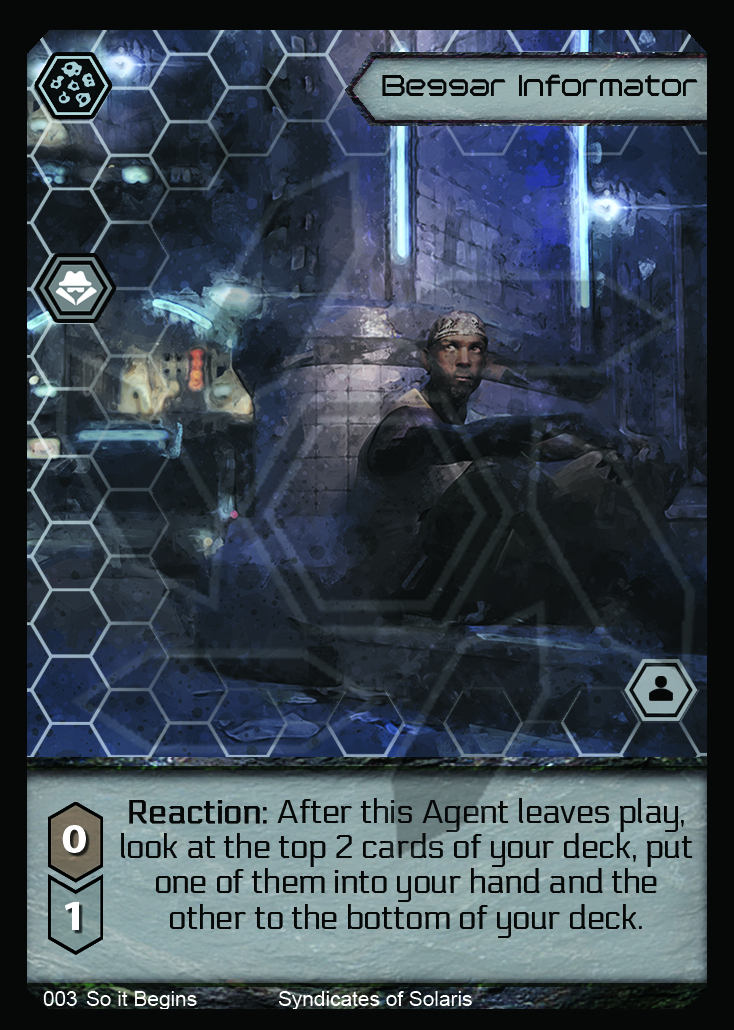 Beggar Informator
Reaction: After this Agent leaves play,
look at the top 2 cards of your deck, put
one of them into your hand and the
other to the bottom of your deck.
0
1
003 So it Begins Syndicates of Solaris